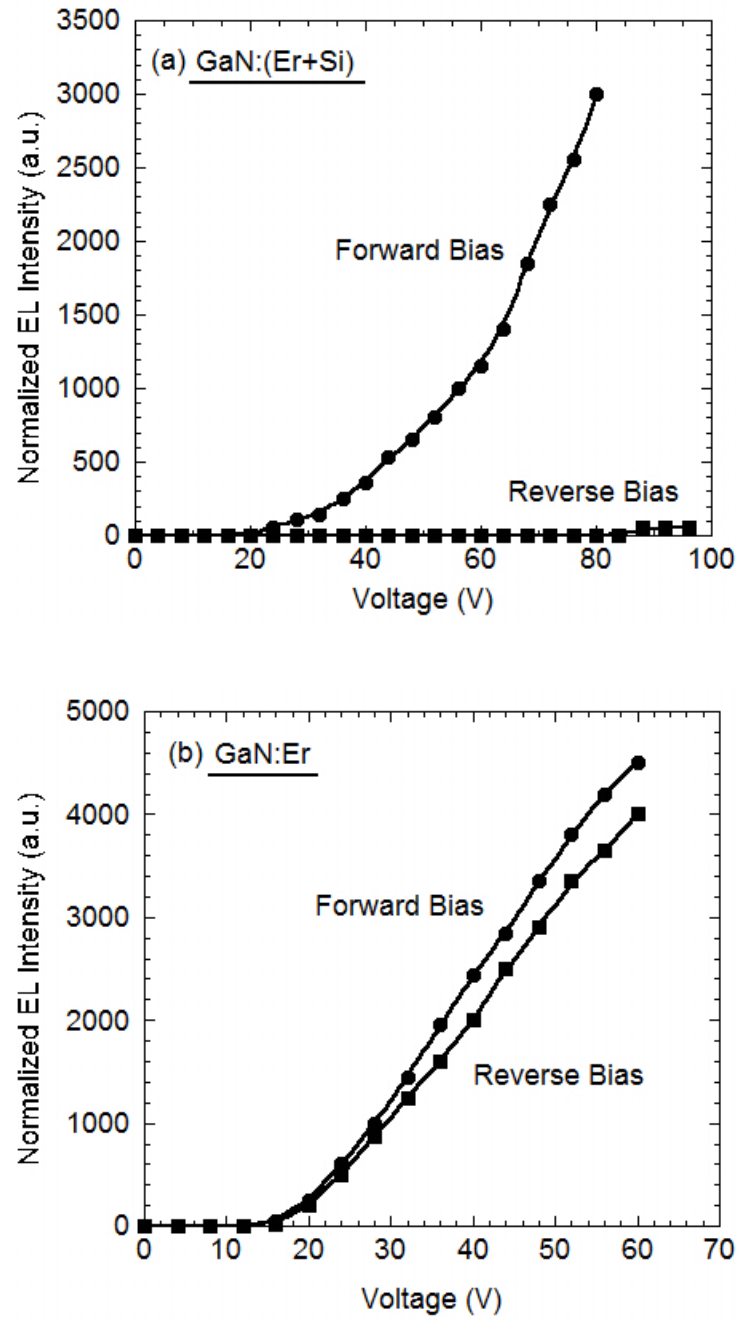 3500
(a) GaN:(Er+Si)
3000
2500
2000
Forward Bias
1500
1000
500
Reverse Bias
0
0 20 40 60 80 100
Voltage (V)
Normalized EL Intensity (a.u.)
5000
(b) GaN:Er
4000
3000
Forward Bias
2000
Reverse Bias
1000
0
0 10 20 30 40 50 60 70
Voltage (V)
Normalized EL Intensity (a.u.)